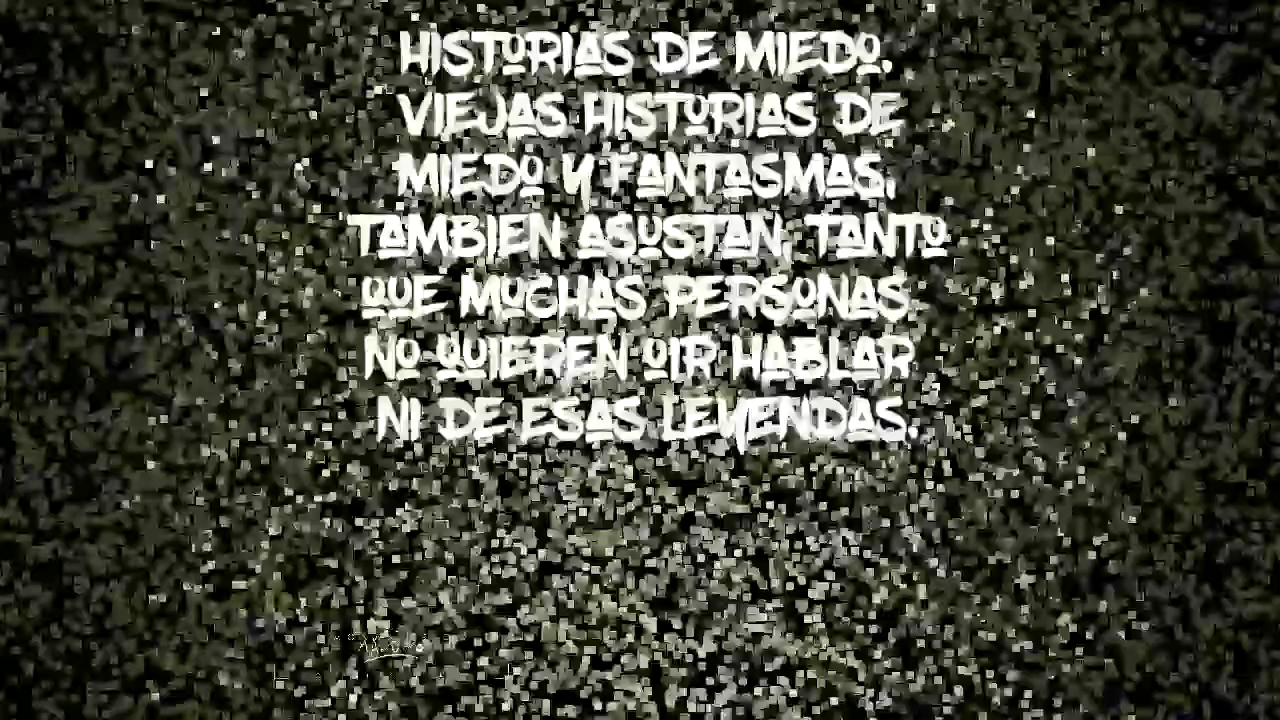 HISTORIAS DE MIEDO.
VIEJAS HISTORIAS DE
MIEDO Y FANTASMAS.
TAMBIEN ASUSTAN, TANTO
QUE MUCHAS PERSONAS
NO QUIEREN OIR HABLAR
NI DE ESAS LEYENDAS.